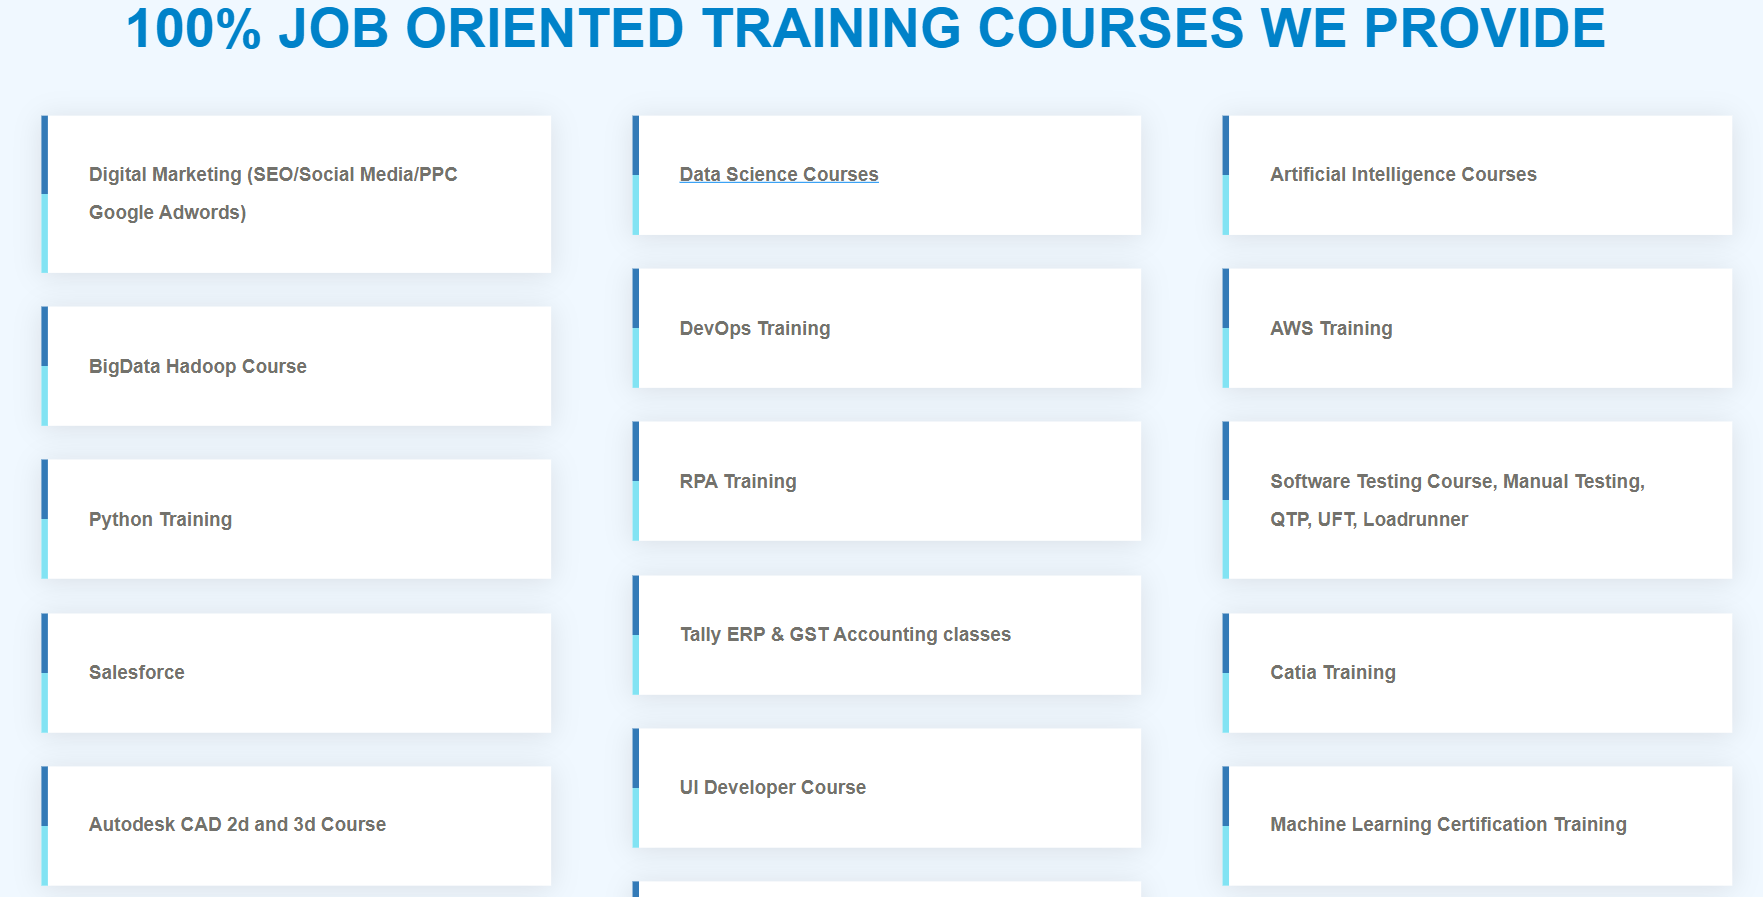 100% JOB ORIENTED TRAINING COURSES WE PROVIDE
Digital Marketing (SEO/Social Media/PPC
Google Adwords)
BigData Hadoop Course
Python Training
Salesforce
Autodesk CAD 2d and 3d Course
Data Science Courses
DevOps Training
RPA Training
Tally ERP & GST Accounting classes
UI Developer Course
Artificial Intelligence Courses
AWS Training
Software Testing Course, Manual Testing,
QTP, UFT, Loadrunner
Catia Training
Machine Learning Certification Training